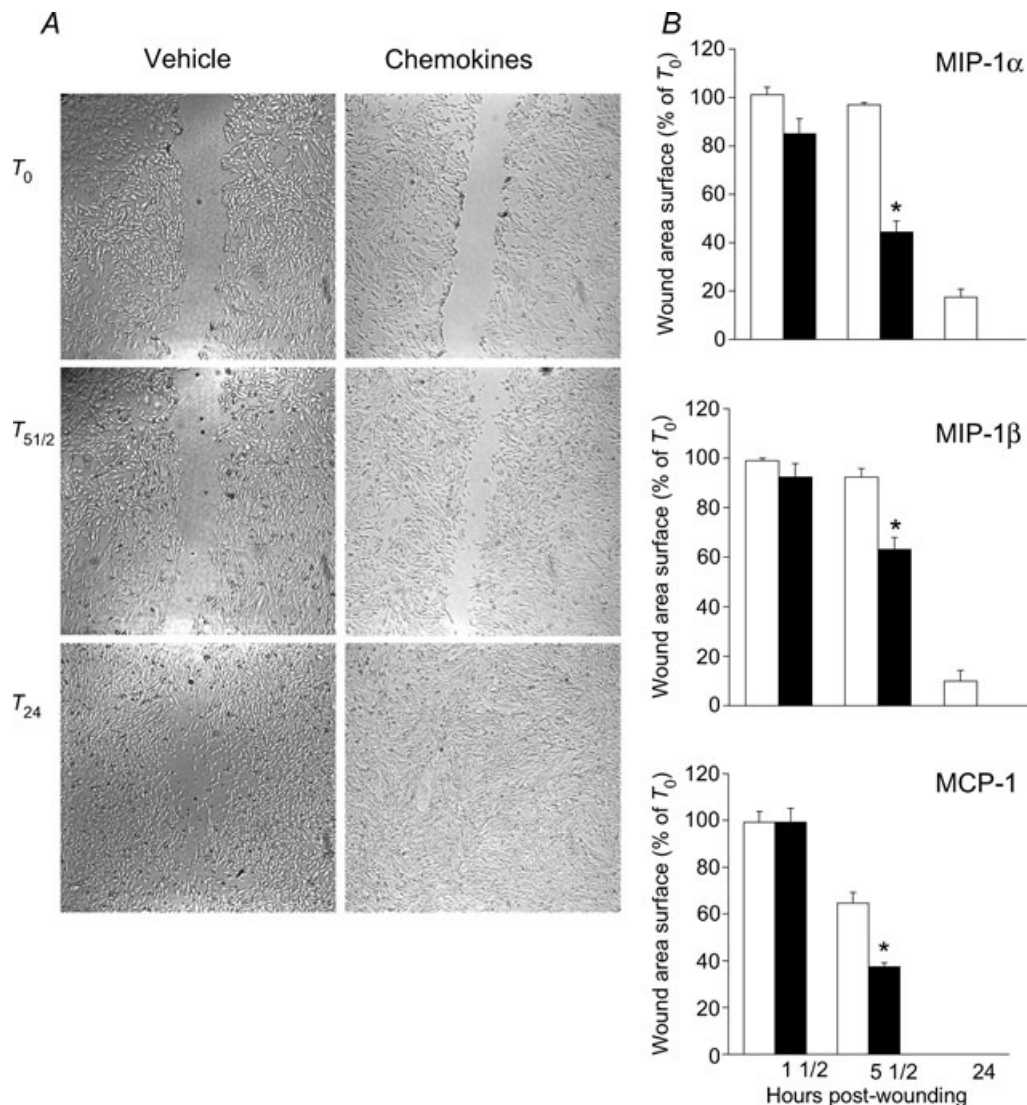 A
Vehicle
Chemokines
T0
T51/2
T24
B
MIP-1α
Wound area surface (% of T0)
120
100
80
60
40
20
0
*
MIP-1β
Wound area surface (% of T0)
120
100
80
60
40
20
0
*
MCP-1
Wound area surface (% of T0)
120
100
80
60
40
20
0
*
1 1/2 5 1/2 24
Hours post-wounding